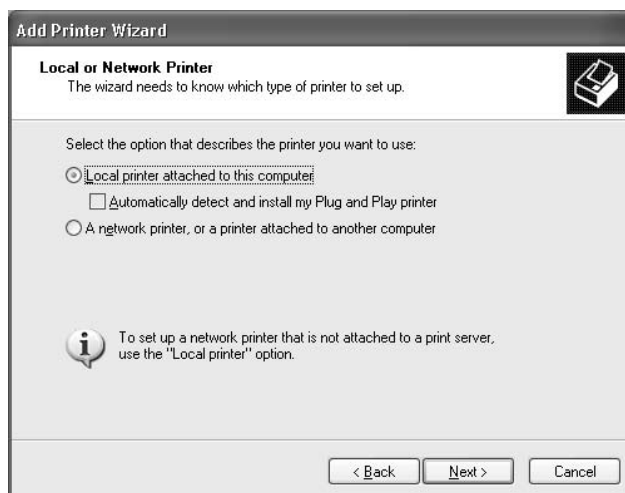 Add Printer Wizard
Local or Network Printer
The wizard needs to know which type of printer to set up.
Select the option that describes the printer you want to use:
Local printer attached to this computer
Automatically detect and install my Plug and Play printer
A network printer, or a printer attached to another computer
To set up a network printer that is not attached to a print server,
use the "Local printer" option.
< Back
Next >
Cancel